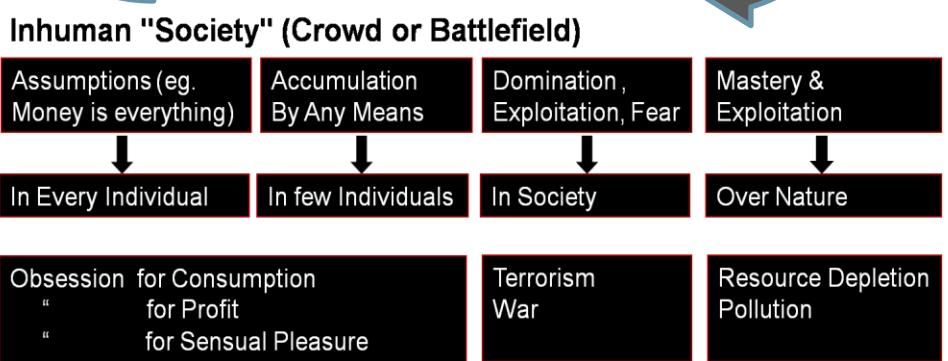 Inhuman "Society" (Crowd or Battlefield)
Assumptions (eg.
Money is everything)
Accumulation
By Any Means
Domination ,
Exploitation, Fear
Mastery &
Exploitation
In Every Individual
In few Individuals
In Society
Over Nature
Obsession for Consumption
“ for Profit
“ for Sensual Pleasure
Terrorism
War
Resource Depletion
Pollution